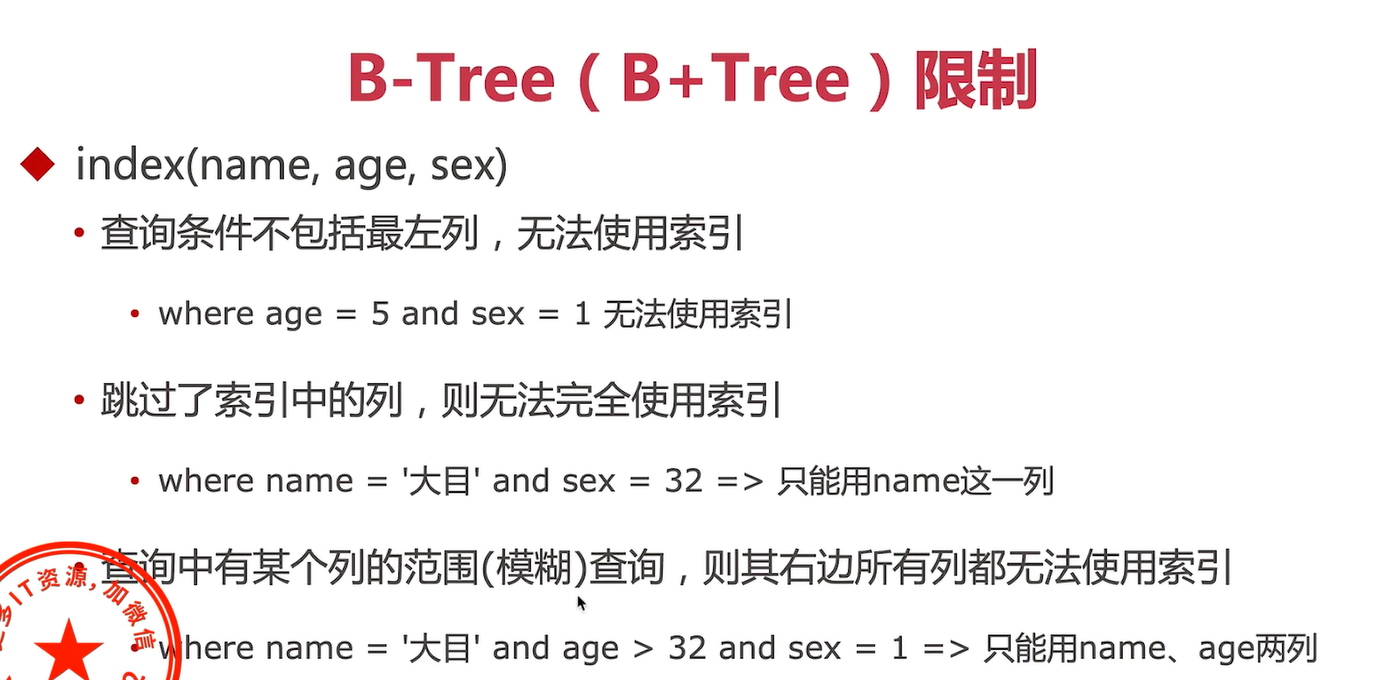 B-Tree（B+Tree）限制
index(name, age, sex)
查询条件不包括最左列，无法使用索引
where age = 5 and sex = 1 无法使用索引
跳过了索引中的列，则无法完全使用索引
where name = '大目' and sex = 32 => 只能用name这一列
查询中有某个列的范围(模糊)查询，则其右边所有列都无法使用索引
where name = '大目' and age > 32 and sex = 1 => 只能用name、age两列
多IT资源,加微信